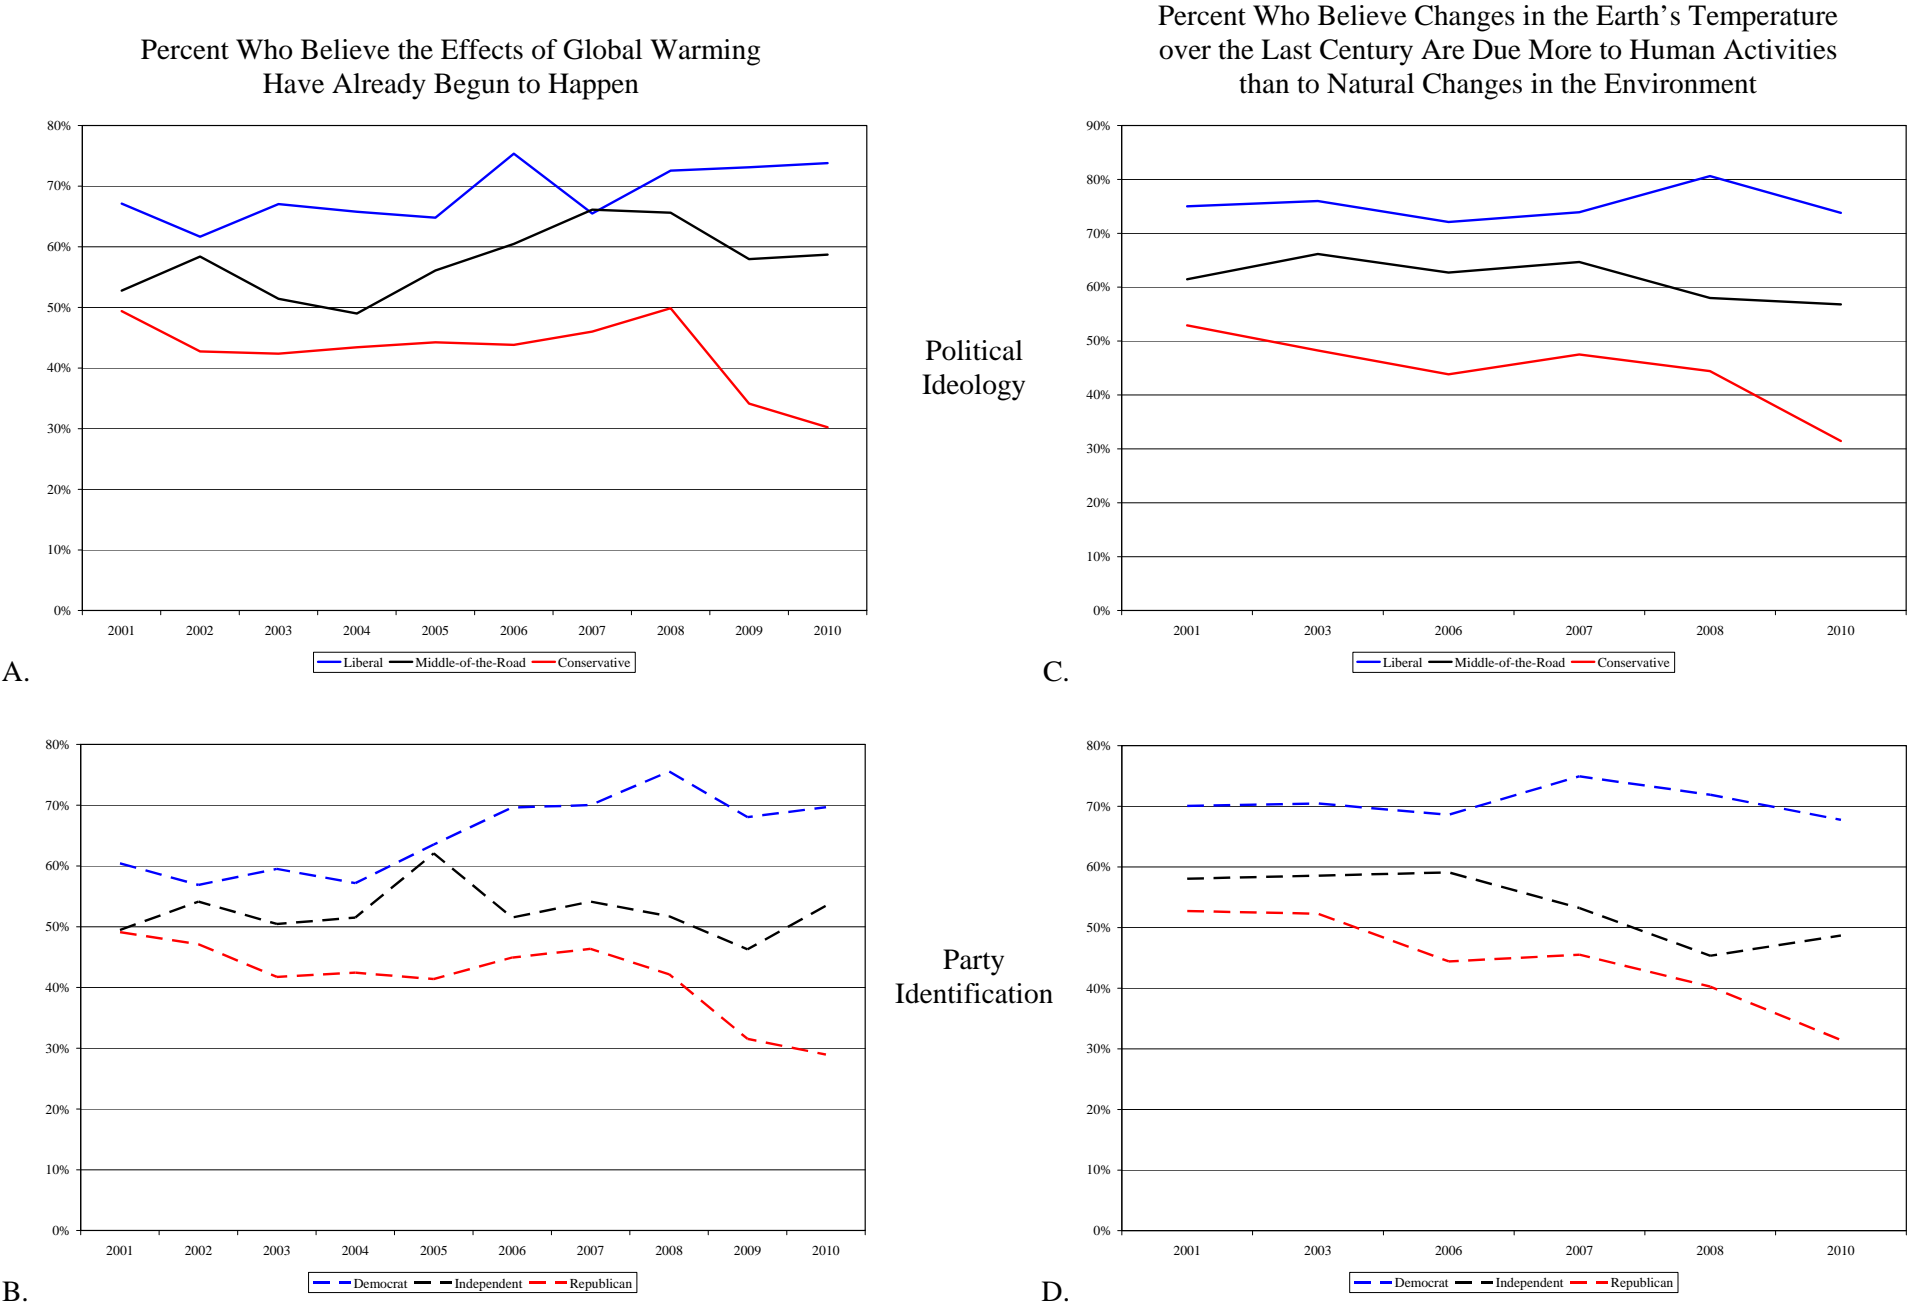 Percent Who Believe the Effects of Global Warming
Have Already Begun to Happen
80%
70%
60%
50%
40%
30%
20%
10%
0%
2001 2002 2003 2004 2005 2006 2007 2008 2009 2010
Liberal Middle-of-the-Road Conservative
A.
Percent Who Believe Changes in the Earth’s Temperature
over the Last Century Are Due More to Human Activities
than to Natural Changes in the Environment
90%
80%
70%
60%
50%
40%
30%
20%
10%
0%
2001 2003 2006 2007 2008 2010
Liberal Middle-of-the-Road Conservative
C.
Political
Ideology
80%
70%
60%
50%
40%
30%
20%
10%
0%
2001 2002 2003 2004 2005 2006 2007 2008 2009 2010
Democrat Independent Republican
B.
Party
Identification
80%
70%
60%
50%
40%
30%
20%
10%
0%
2001 2003 2006 2007 2008 2010
Democrat Independent Republican
D.